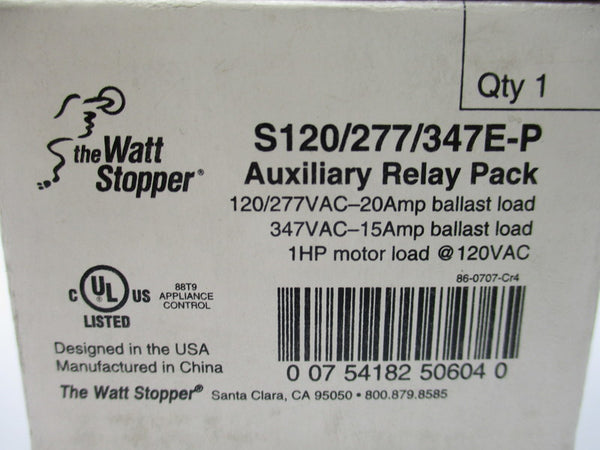 Qty 1
the Watt
Stopper®
S120/277/347E-P
Auxiliary Relay Pack
120/277VAC–20Amp ballast load
347VAC–15Amp ballast load
1HP motor load @120VAC
86-0707-Cr4
C UL US
LISTED
88T9
APPLIANCE
CONTROL
0 07 54182 50604 0
Designed in the USA
Manufactured in China
The Watt Stopper® Santa Clara, CA 95050 • 800.879.8585